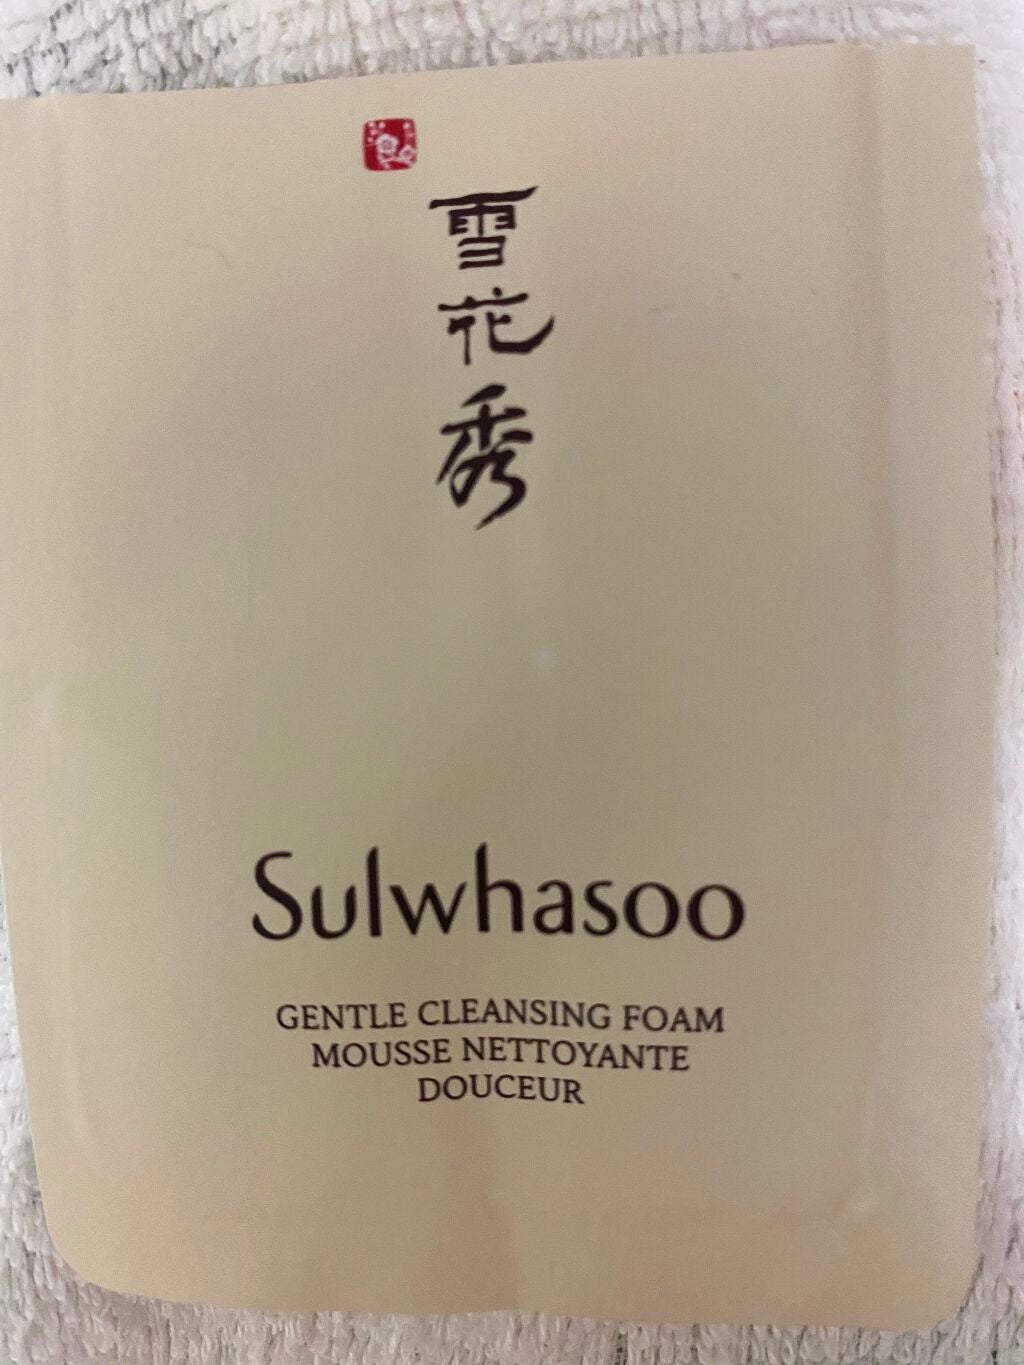 雪
花
秀
Sulwhasoo
GENTLE CLEANSING FOAM
MOUSSE NETTOYANTE
DOUCEUR